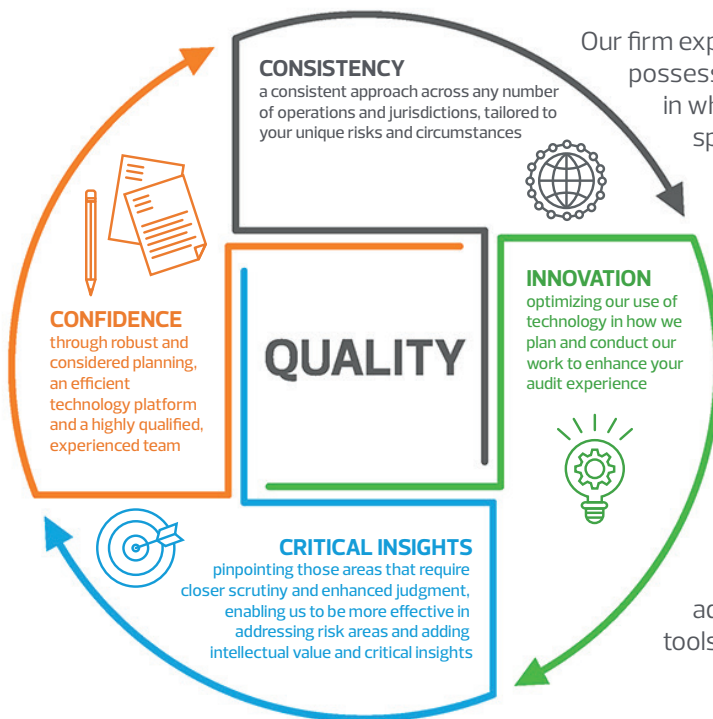 Our firm
possess
CONSISTENCY
a consistent approach across any number
of operations and jurisdictions, tailored to
your unique risks and circumstances
INNOVATION
optimizing our use of
technology in how we
plan and conduct our
work to enhance your
audit experience
CONFIDENCE
through robust and
considered planning,
an efficient
technology platform
and a highly qualified,
experienced team
QUALITY
CRITICAL INSIGHTS
pinpointing those areas that require
closer scrutiny and enhanced judgment,
enabling us to be more effective in
addressing risk areas and adding
intellectual value and critical insights
in
tools